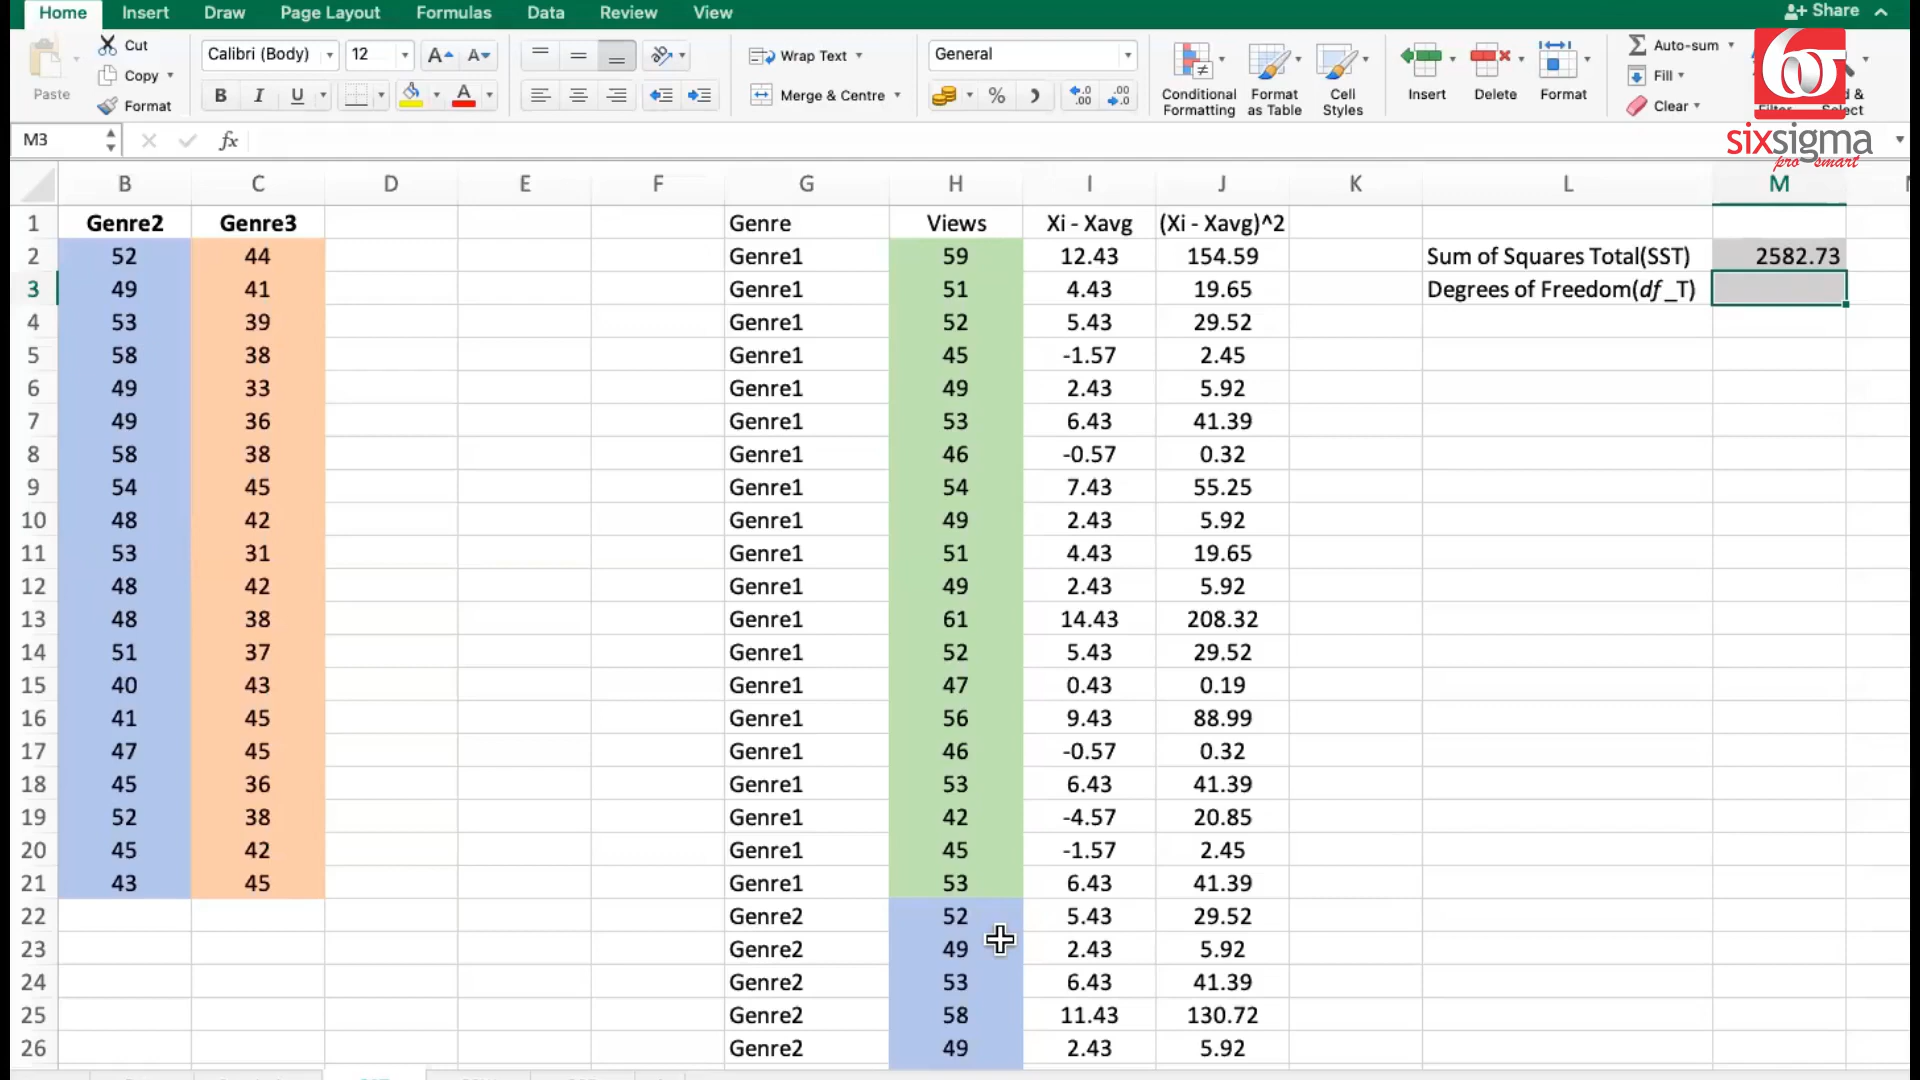 Home Insert Draw Page Layout Formulas Data Review View Share
Cut Calibri (Body) 12 Wrap Text General Auto-sum
Copy Fill
Paste Format B I U Merge & Centre % Conditional Formatting Format as Table Cell Styles Insert Delete Format Clear Select
sixsigma
pro smart
M3 fx
B C D E F G H I J K L M
1 Genre2 Genre3 Genre Views Xi - Xavg (Xi - Xavg)^2
2 52 44 Genre1 59 12.43 154.59 Sum of Squares Total(SST) 2582.73
3 49 41 Genre1 51 4.43 19.65 Degrees of Freedom(df _T)
4 53 39 Genre1 52 5.43 29.52
5 58 38 Genre1 45 -1.57 2.45
6 49 33 Genre1 49 2.43 5.92
7 49 36 Genre1 53 6.43 41.39
8 58 38 Genre1 46 -0.57 0.32
9 54 45 Genre1 54 7.43 55.25
10 48 42 Genre1 49 2.43 5.92
11 53 31 Genre1 51 4.43 19.65
12 48 42 Genre1 49 2.43 5.92
13 48 38 Genre1 61 14.43 208.32
14 51 37 Genre1 52 5.43 29.52
15 40 43 Genre1 47 0.43 0.19
16 41 45 Genre1 56 9.43 88.99
17 47 45 Genre1 46 -0.57 0.32
18 45 36 Genre1 53 6.43 41.39
19 52 38 Genre1 42 -4.57 20.85
20 45 42 Genre1 45 -1.57 2.45
21 43 45 Genre1 53 6.43 41.39
22 Genre2 52 5.43 29.52
23 Genre2 49 2.43 5.92
24 Genre2 53 6.43 41.39
25 Genre2 58 11.43 130.72
26 Genre2 49 2.43 5.92